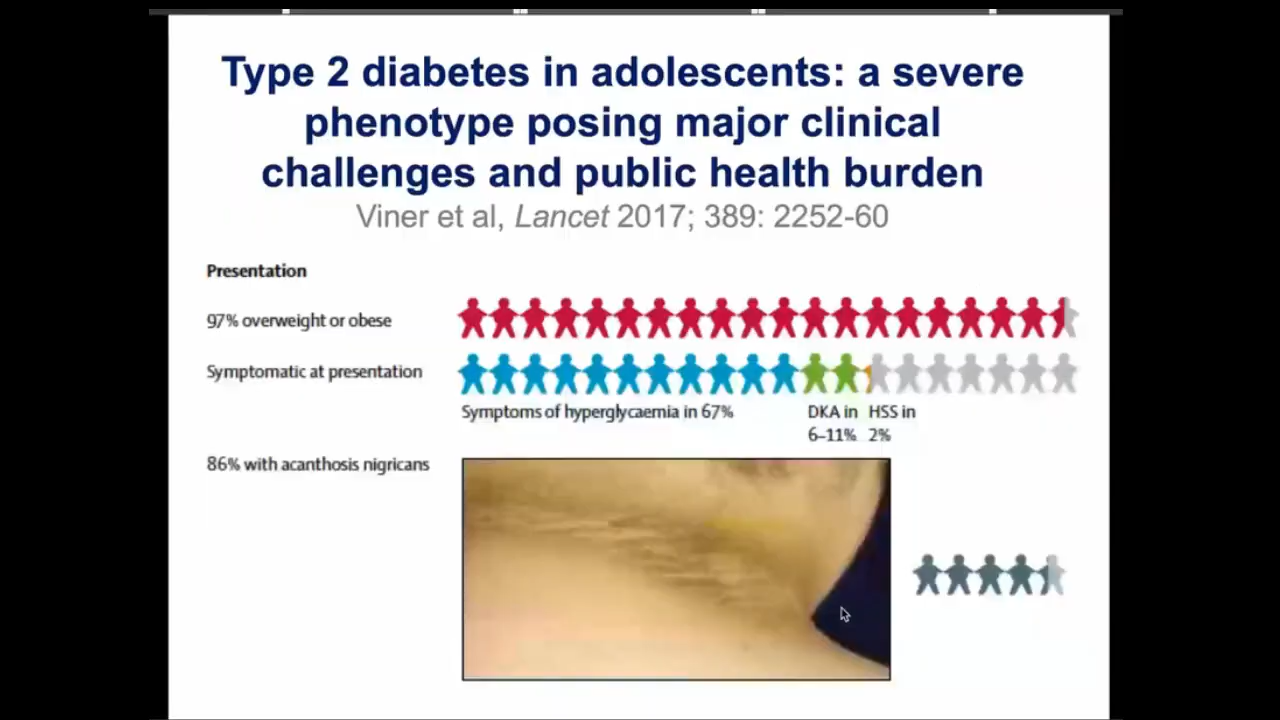 Type 2 diabetes in adolescents: a severe
phenotype posing major clinical
challenges and public health burden
Viner et al, Lancet 2017; 389: 2252-60
Presentation
97% overweight or obese
Symptomatic at presentation
Symptoms of hyperglycaemia in 67%
DKA in
6–11%
HSS in
2%
86% with acanthosis nigricans